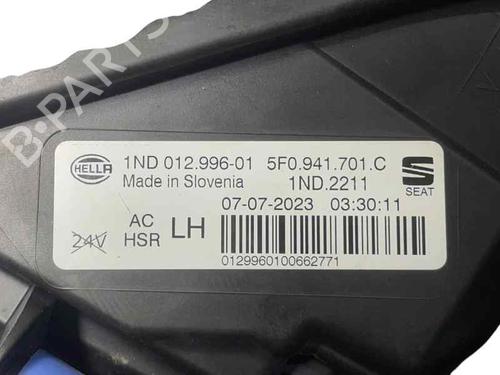 B-PARTS
HELLA
1ND 012.996-01 5F0.941.701.C
Made in Slovenia 1ND.2211
SEAT
07-07-2023 03:30:11
24V
AC
HSR
LH
0129960100662771